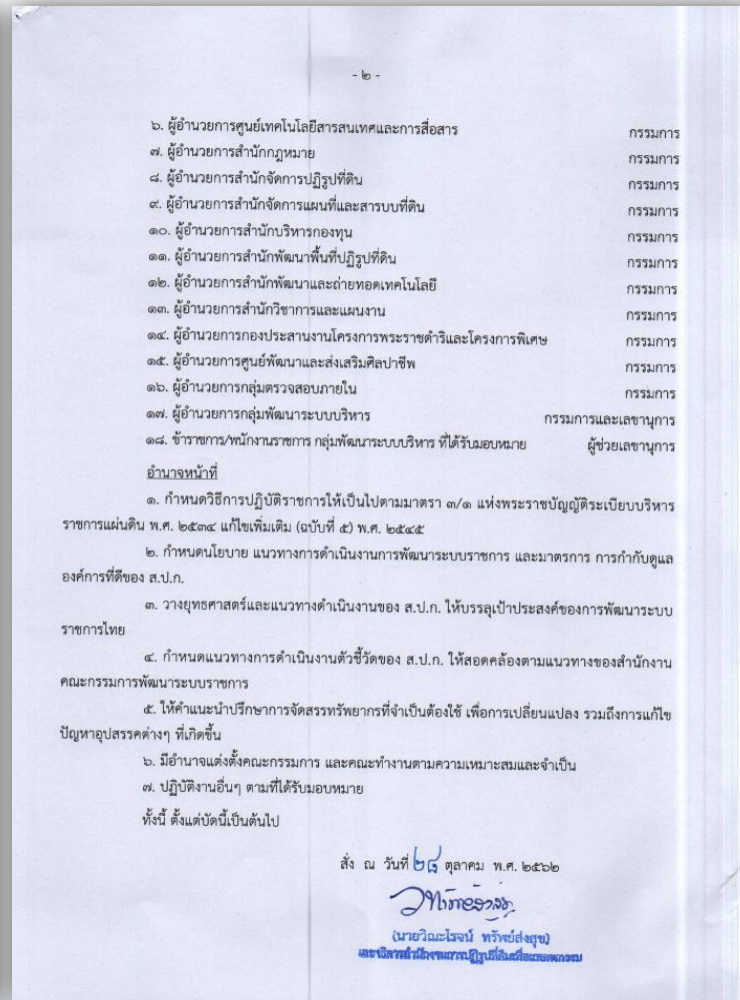 - ๒ -
๖. ผู้อำนวยการศูนย์เทคโนโลยีสารสนเทศและการสื่อสาร กรรมการ
๗. ผู้อำนวยการสำนักกฎหมาย กรรมการ
๘. ผู้อำนวยการสำนักจัดการปฏิรูปที่ดิน กรรมการ
๙. ผู้อำนวยการสำนักจัดการแผนที่และสารบบที่ดิน กรรมการ
๑๐. ผู้อำนวยการสำนักบริหารกองทุน กรรมการ
๑๑. ผู้อำนวยการสำนักพัฒนาพื้นที่ปฏิรูปที่ดิน กรรมการ
๑๒. ผู้อำนวยการสำนักพัฒนาและถ่ายทอดเทคโนโลยี กรรมการ
๑๓. ผู้อำนวยการสำนักวิชาการและแผนงาน กรรมการ
๑๔. ผู้อำนวยการกองประสานงานโครงการพระราชดำริและโครงการพิเศษ กรรมการ
๑๕. ผู้อำนวยการศูนย์พัฒนาและส่งเสริมศิลปาชีพ กรรมการ
๑๖. ผู้อำนวยการกลุ่มตรวจสอบภายใน กรรมการ
๑๗. ผู้อำนวยการกลุ่มพัฒนาระบบบริหาร กรรมการและเลขานุการ
๑๘. ข้าราชการ/พนักงานราชการ กลุ่มพัฒนาระบบบริหาร ที่ได้รับมอบหมาย ผู้ช่วยเลขานุการ
อำนาจหน้าที่
๑. กำหนดวิธีการปฏิบัติราชการให้เป็นไปตามมาตรา ๓/๑ แห่งพระราชบัญญัติระเบียบบริหาร
ราชการแผ่นดิน พ.ศ. ๒๕๓๔ แก้ไขเพิ่มเติม (ฉบับที่ ๕) พ.ศ. ๒๕๔๕
๒. กำหนดนโยบาย แนวทางการดำเนินงานการพัฒนาระบบราชการ และมาตรการ การกำกับดูแล
องค์การที่ดีของ ส.ป.ก.
๓. วางยุทธศาสตร์และแนวทางดำเนินงานของ ส.ป.ก. ให้บรรลุเป้าประสงค์ของการพัฒนาระบบ
ราชการไทย
๔. กำหนดแนวทางการดำเนินงานตัวชี้วัดของ ส.ป.ก. ให้สอดคล้องตามแนวทางของสำนักงาน
คณะกรรมการพัฒนาระบบราชการ
๕. ให้คำแนะนำปรึกษาการจัดสรรทรัพยากรที่จำเป็นต้องใช้ เพื่อการเปลี่ยนแปลง รวมถึงการแก้ไข
ปัญหาอุปสรรคต่างๆ ที่เกิดขึ้น
๖. มีอำนาจแต่งตั้งคณะกรรมการ และคณะทำงานตามความเหมาะสมและจำเป็น
๗. ปฏิบัติงานอื่นๆ ตามที่ได้รับมอบหมาย
ทั้งนี้ ตั้งแต่บัดนี้เป็นต้นไป
สั่ง ณ วันที่ ๒๘ ตุลาคม พ.ศ. ๒๕๖๒
(นายวิณะโรจน์ ทรัพย์ส่งสุข)
เลขาธิการสำนักงานการปฏิรูปที่ดินเพื่อเกษตรกรรม